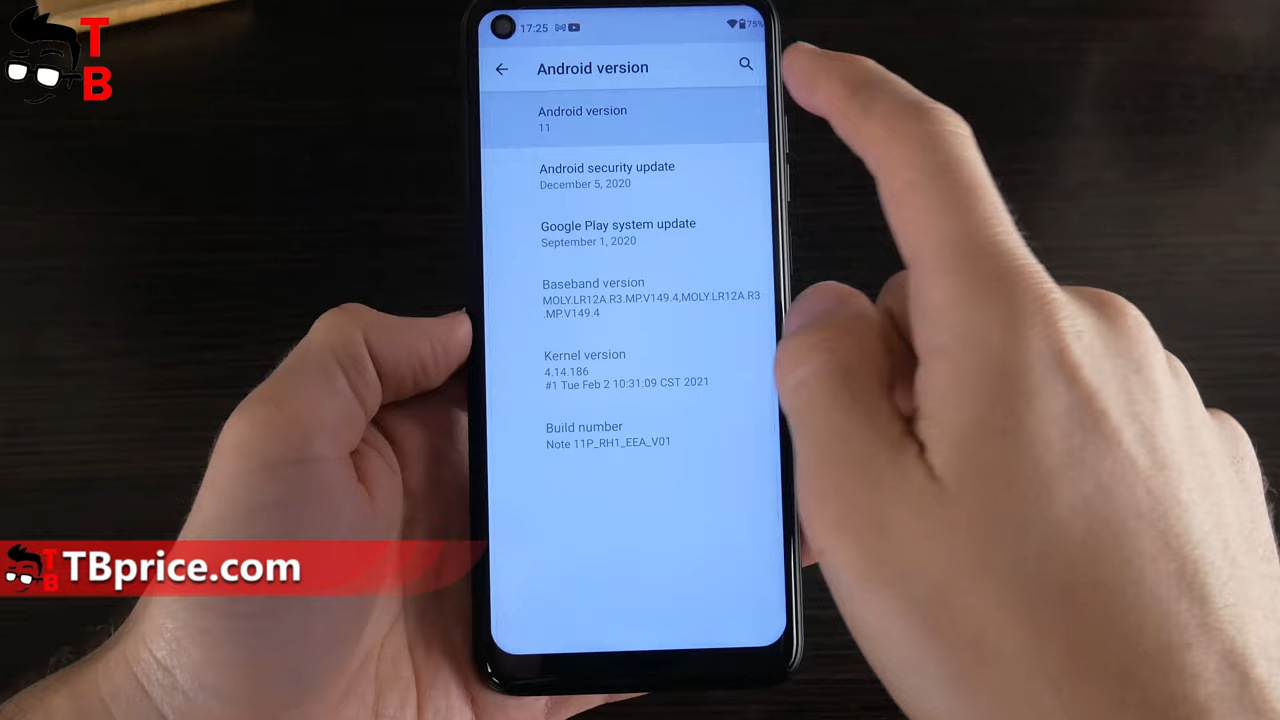 T
B
17:25
75%
Android version
Android version
11
Android security update
December 5, 2020
Google Play system update
September 1, 2020
Baseband version
MOLY.LR12A.R3.MP.V149.4,MOLY.LR12A.R3
.MP.V149.4
Kernel version
4.14.186
#1 Tue Feb 2 10:31:09 CST 2021
Build number
Note 11P_RH1_EEA_V01
T
B
TBprice.com